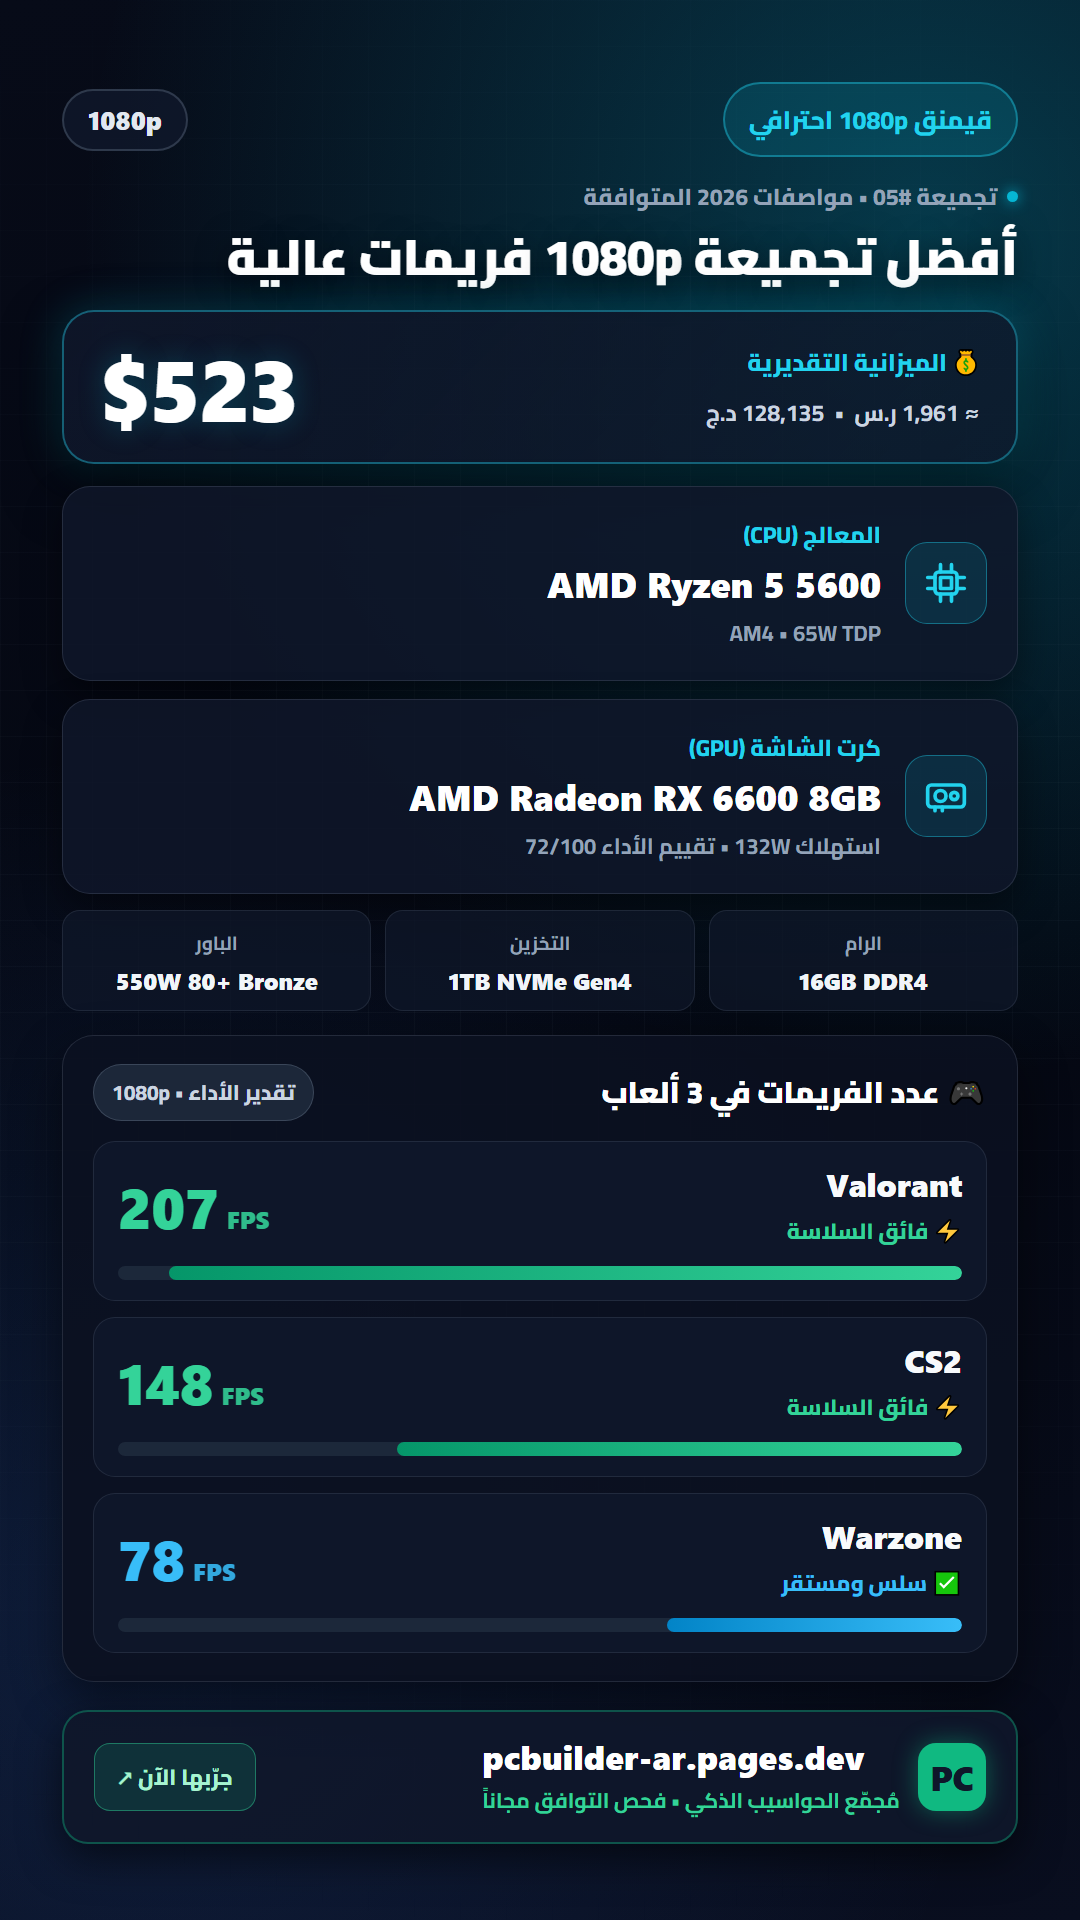 قيمنق 1080p احترافي
1080p
تجميعة #05 • مواصفات 2026 المتوافقة
أفضل تجميعة 1080p فريمات عالية
💰 الميزانية التقديرية
≈ 1,961 ر.س • 128,135 د.ج
$523
المعالج (CPU)
AMD Ryzen 5 5600
AM4 • 65W TDP
كرت الشاشة (GPU)
AMD Radeon RX 6600 8GB
استهلاك 132W • تقييم الأداء 72/100
الرام
16GB DDR4
التخزين
1TB NVMe Gen4
الباور
550W 80+ Bronze
🎮 عدد الفريمات في 3 ألعاب
تقدير الأداء • 1080p
Valorant
⚡ فائق السلاسة
207 FPS
CS2
⚡ فائق السلاسة
148 FPS
Warzone
✅ سلس ومستقر
78 FPS
PC
pcbuilder-ar.pages.dev
مُجمّع الحواسيب الذكي • فحص التوافق مجاناً
جرّبها الآن ↗